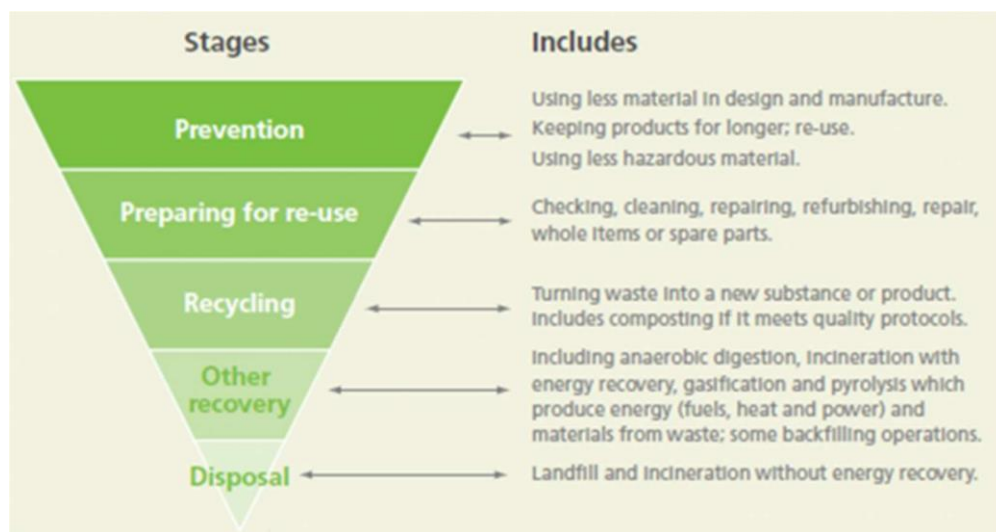 Stages
Includes
Prevention
Using less material in design and manufacture.
Keeping products for longer; re-use.
Using less hazardous material.
Preparing for re-use
Checking, cleaning, repairing, refurbishing, repair,
whole items or spare parts.
Recycling
Turning waste into a new substance or product.
Includes composting if it meets quality protocols.
Other
recovery
Including anaerobic digestion, incineration with
energy recovery, gasification and pyrolysis which
produce energy (fuels, heat and power) and
materials from waste; some backfilling operations.
Disposal
Landfill and incineration without energy recovery.